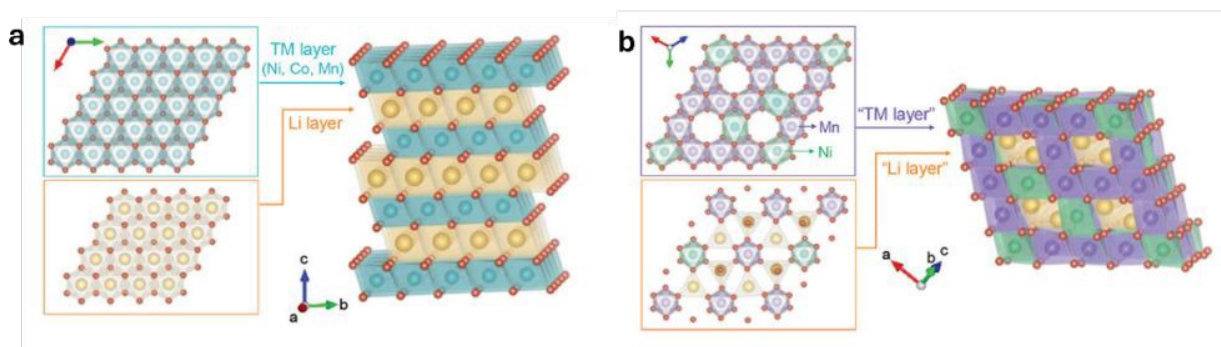 a
TM layer
(Ni, Co, Mn)
Li layer
c
b
a
b
Mn
Ni
"TM layer"
"Li layer"
a
b
c